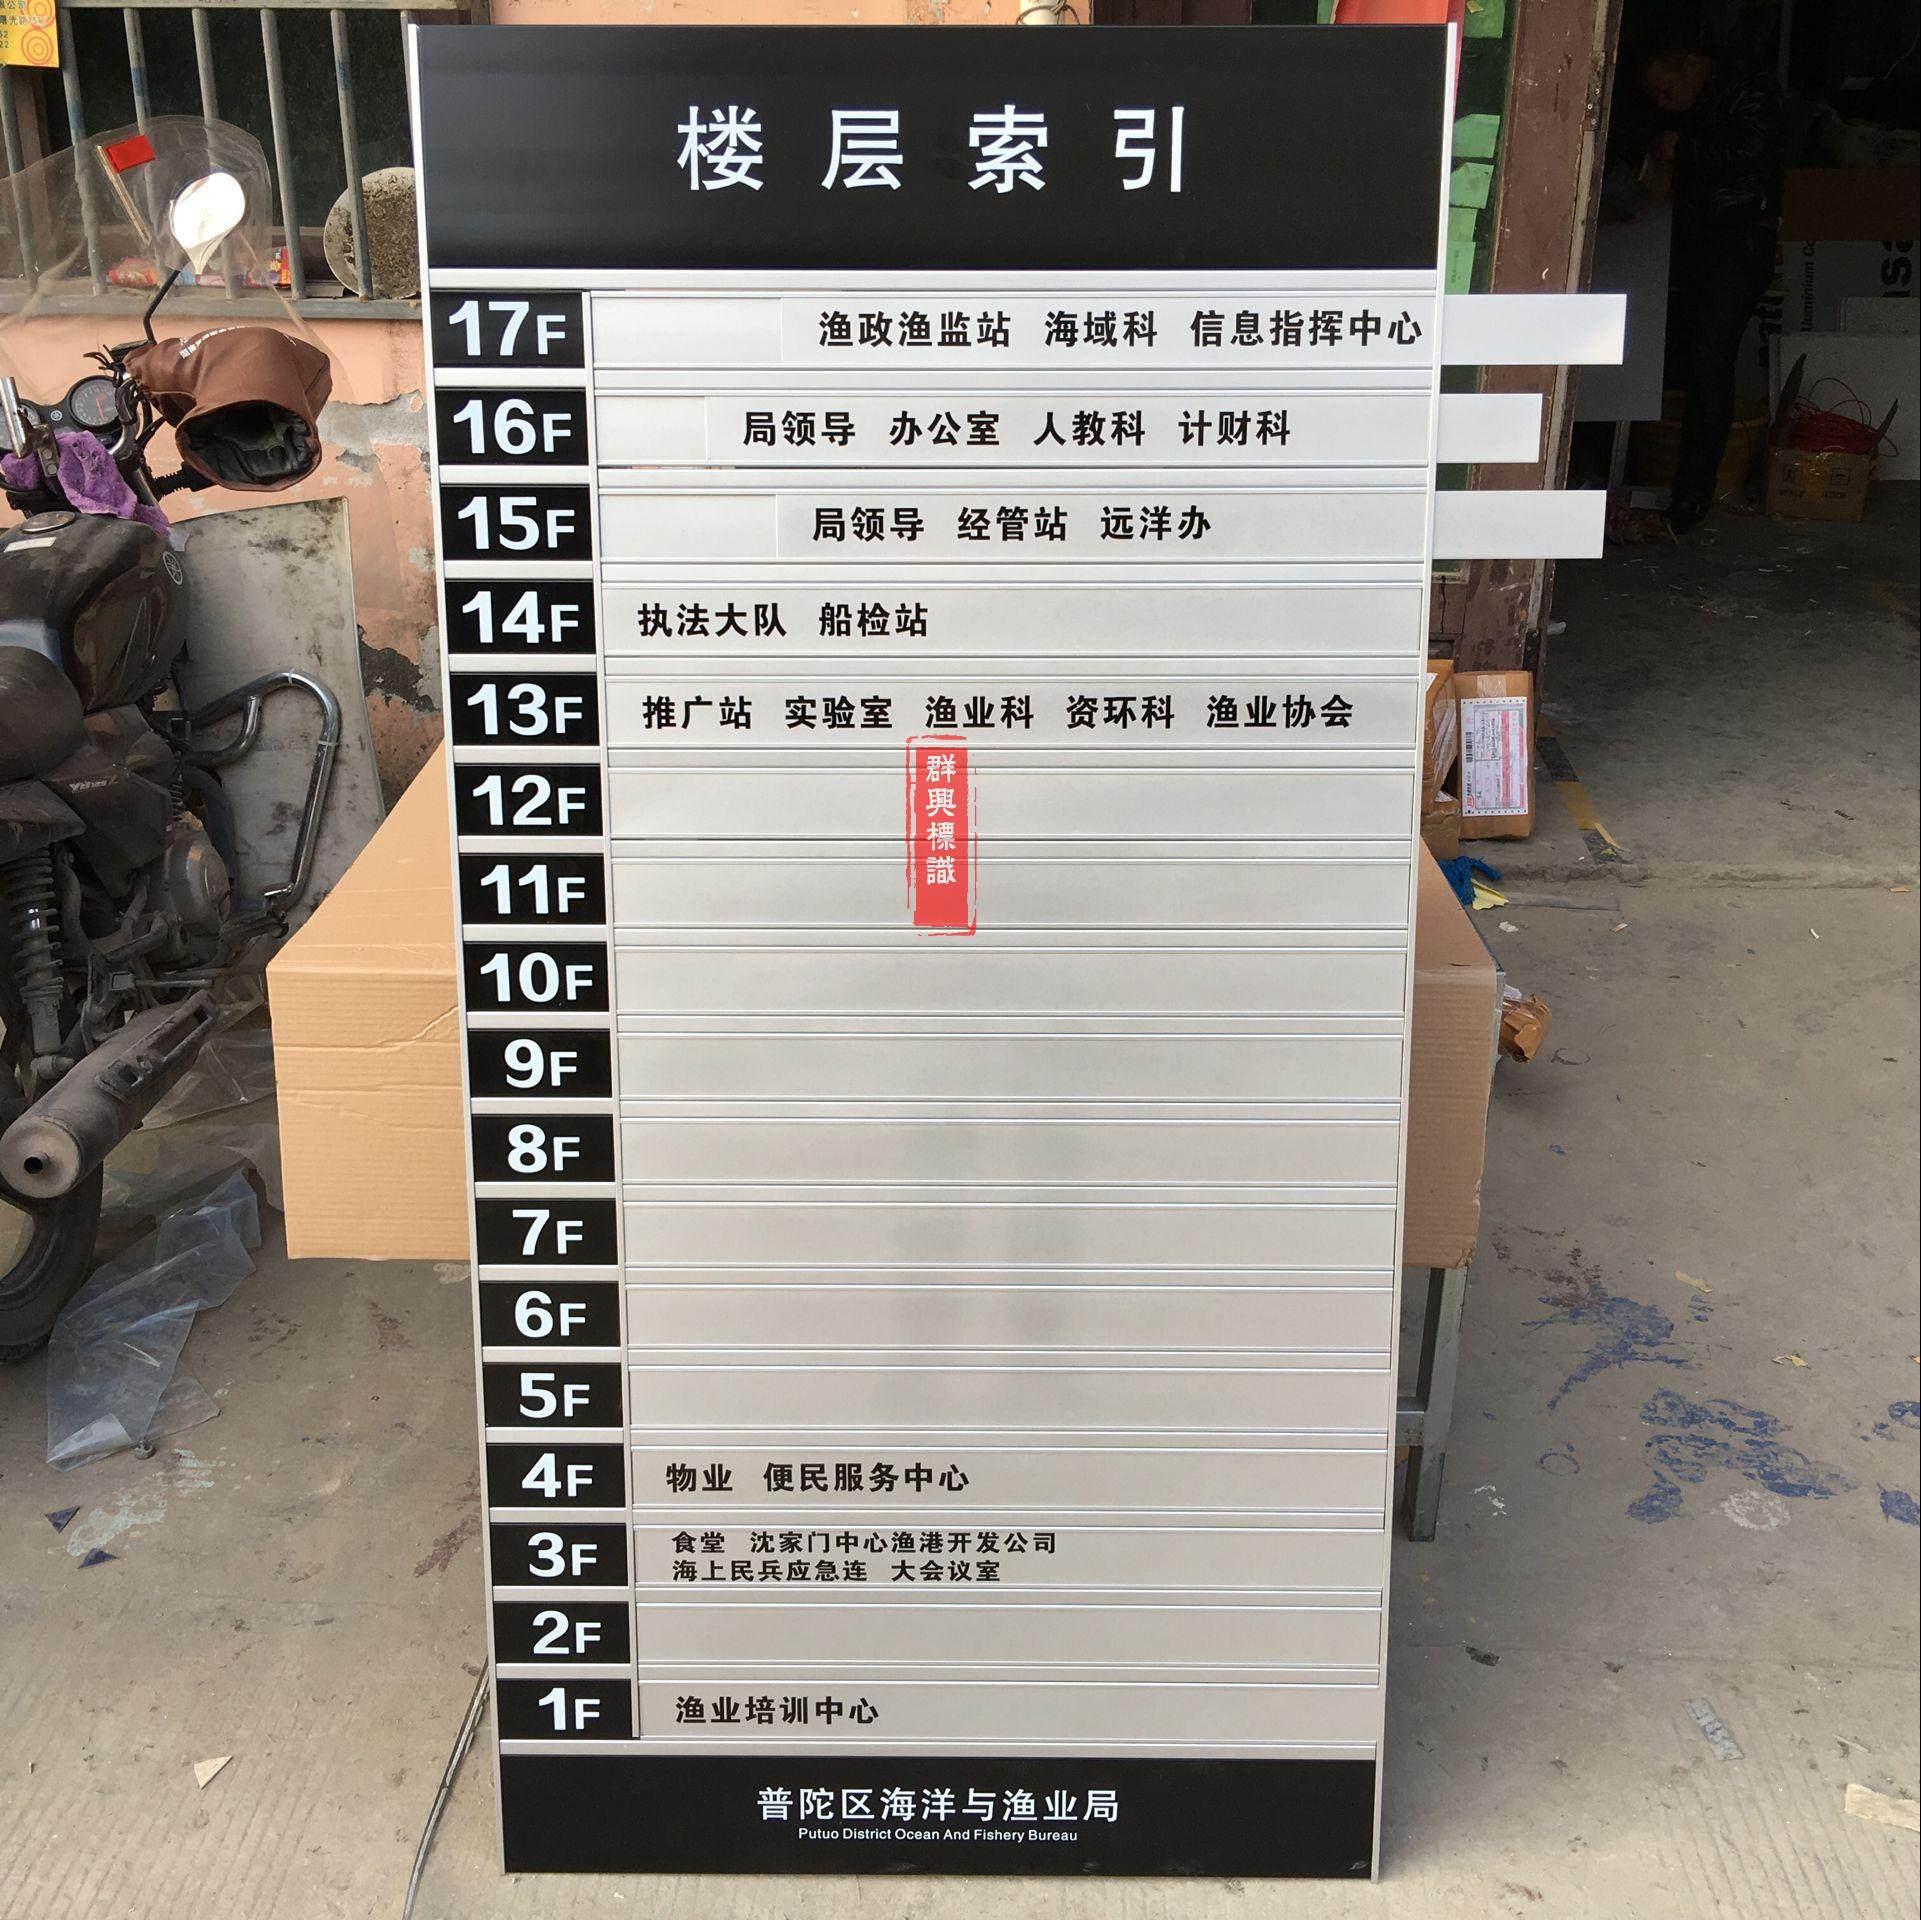 楼层索引
17F 渔政渔监站 海域科 信息指挥中心
16F 局领导 办公室 人教科 计财科
15F 局领导 经管站 远洋办
14F 执法大队 船检站
13F 推广站 实验室 渔业科 资环科 渔业协会
群興標識
12F
11F
10F
9F
8F
7F
6F
5F
4F 物业 便民服务中心
3F 食堂 沈家门中心渔港开发公司
海上民兵应急连 大会议室
2F
1F 渔业培训中心
普陀区海洋与渔业局
Putuo District Ocean And Fishery Bureau